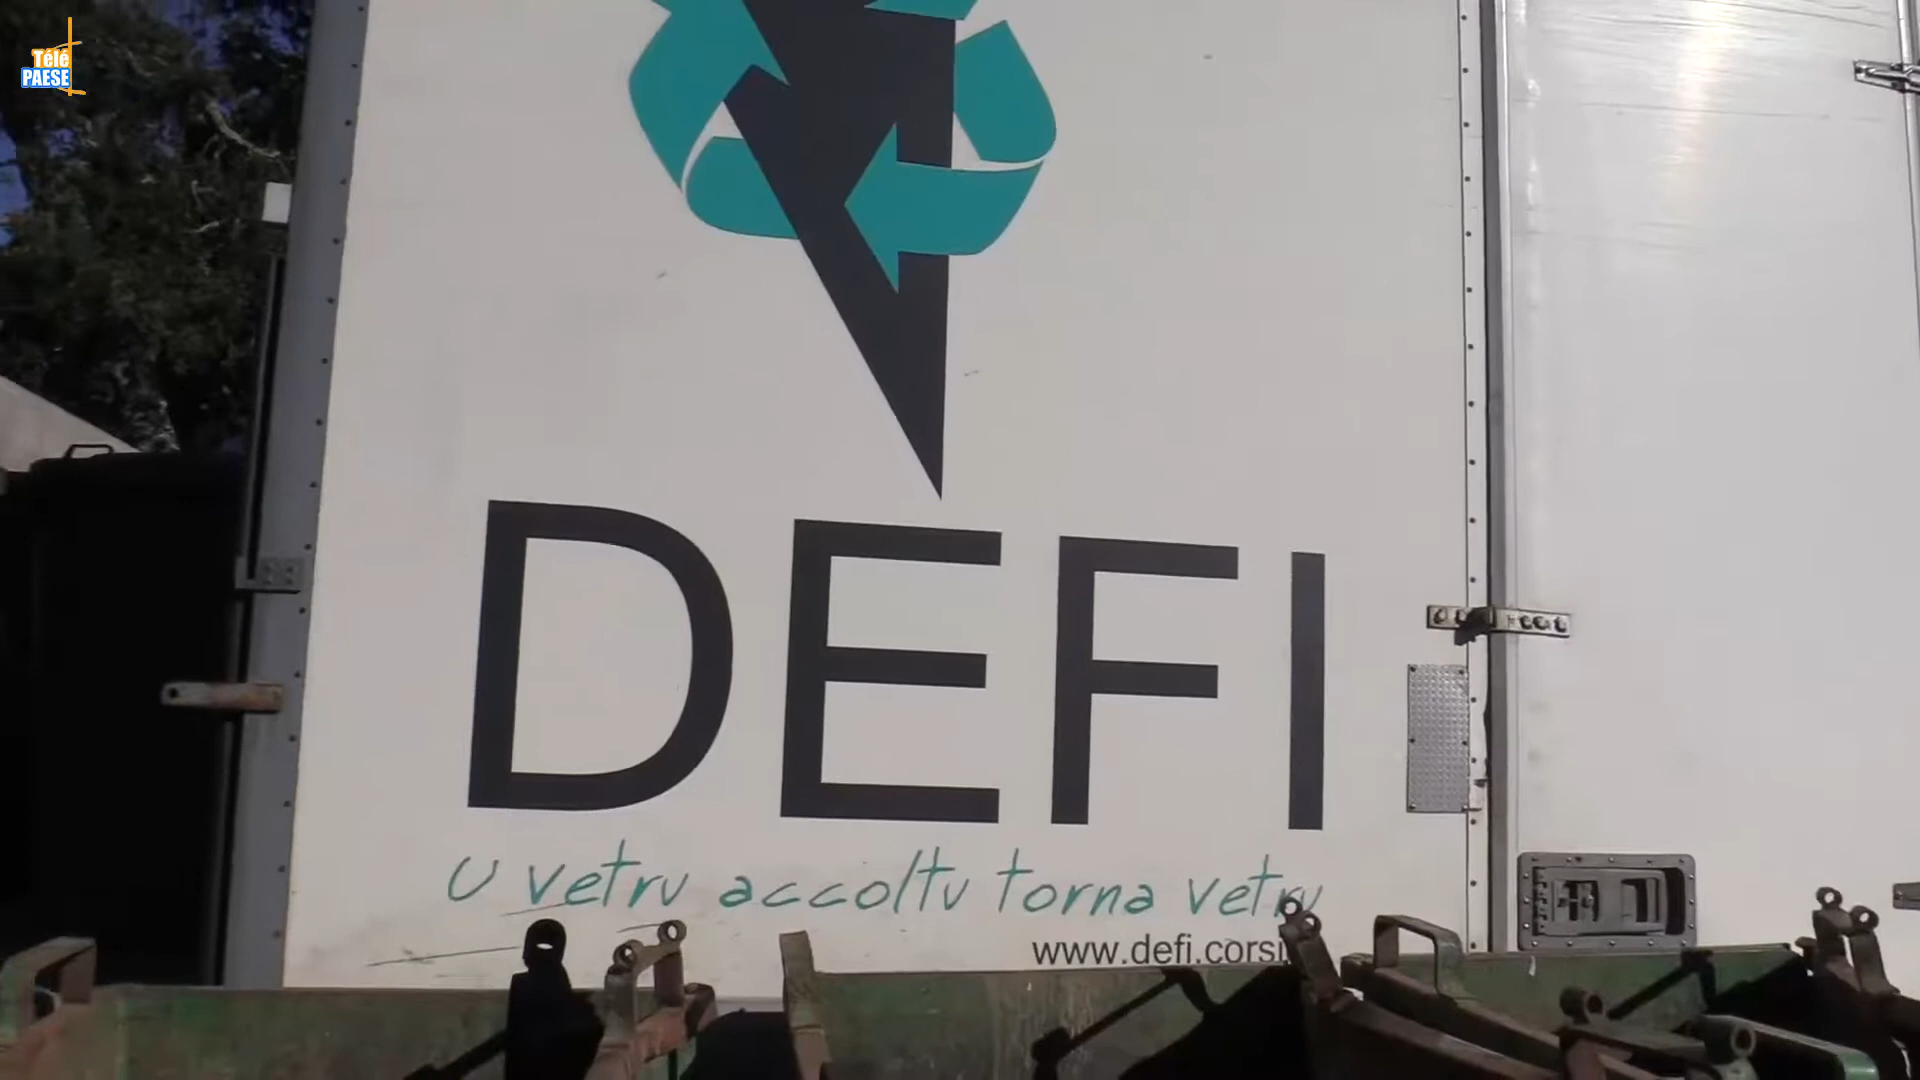 Télé
PAESE
DEFI
U vetru accoltu torna vetru
www.defi.corsi